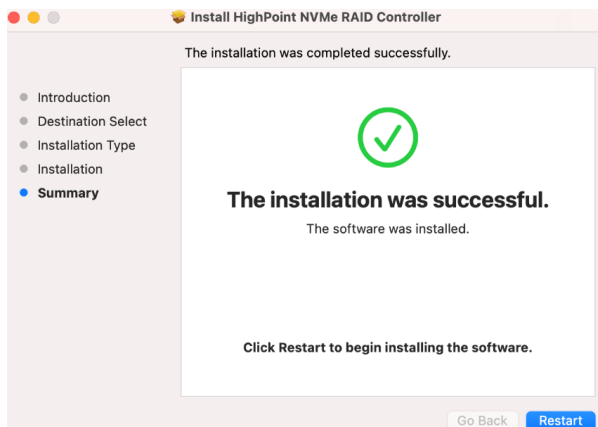 Install HighPoint NVMe RAID Controller
The installation was completed successfully.
Introduction
Destination Select
Installation Type
Installation
Summary
The installation was successful.
The software was installed.
Click Restart to begin installing the software.
Go Back
Restart